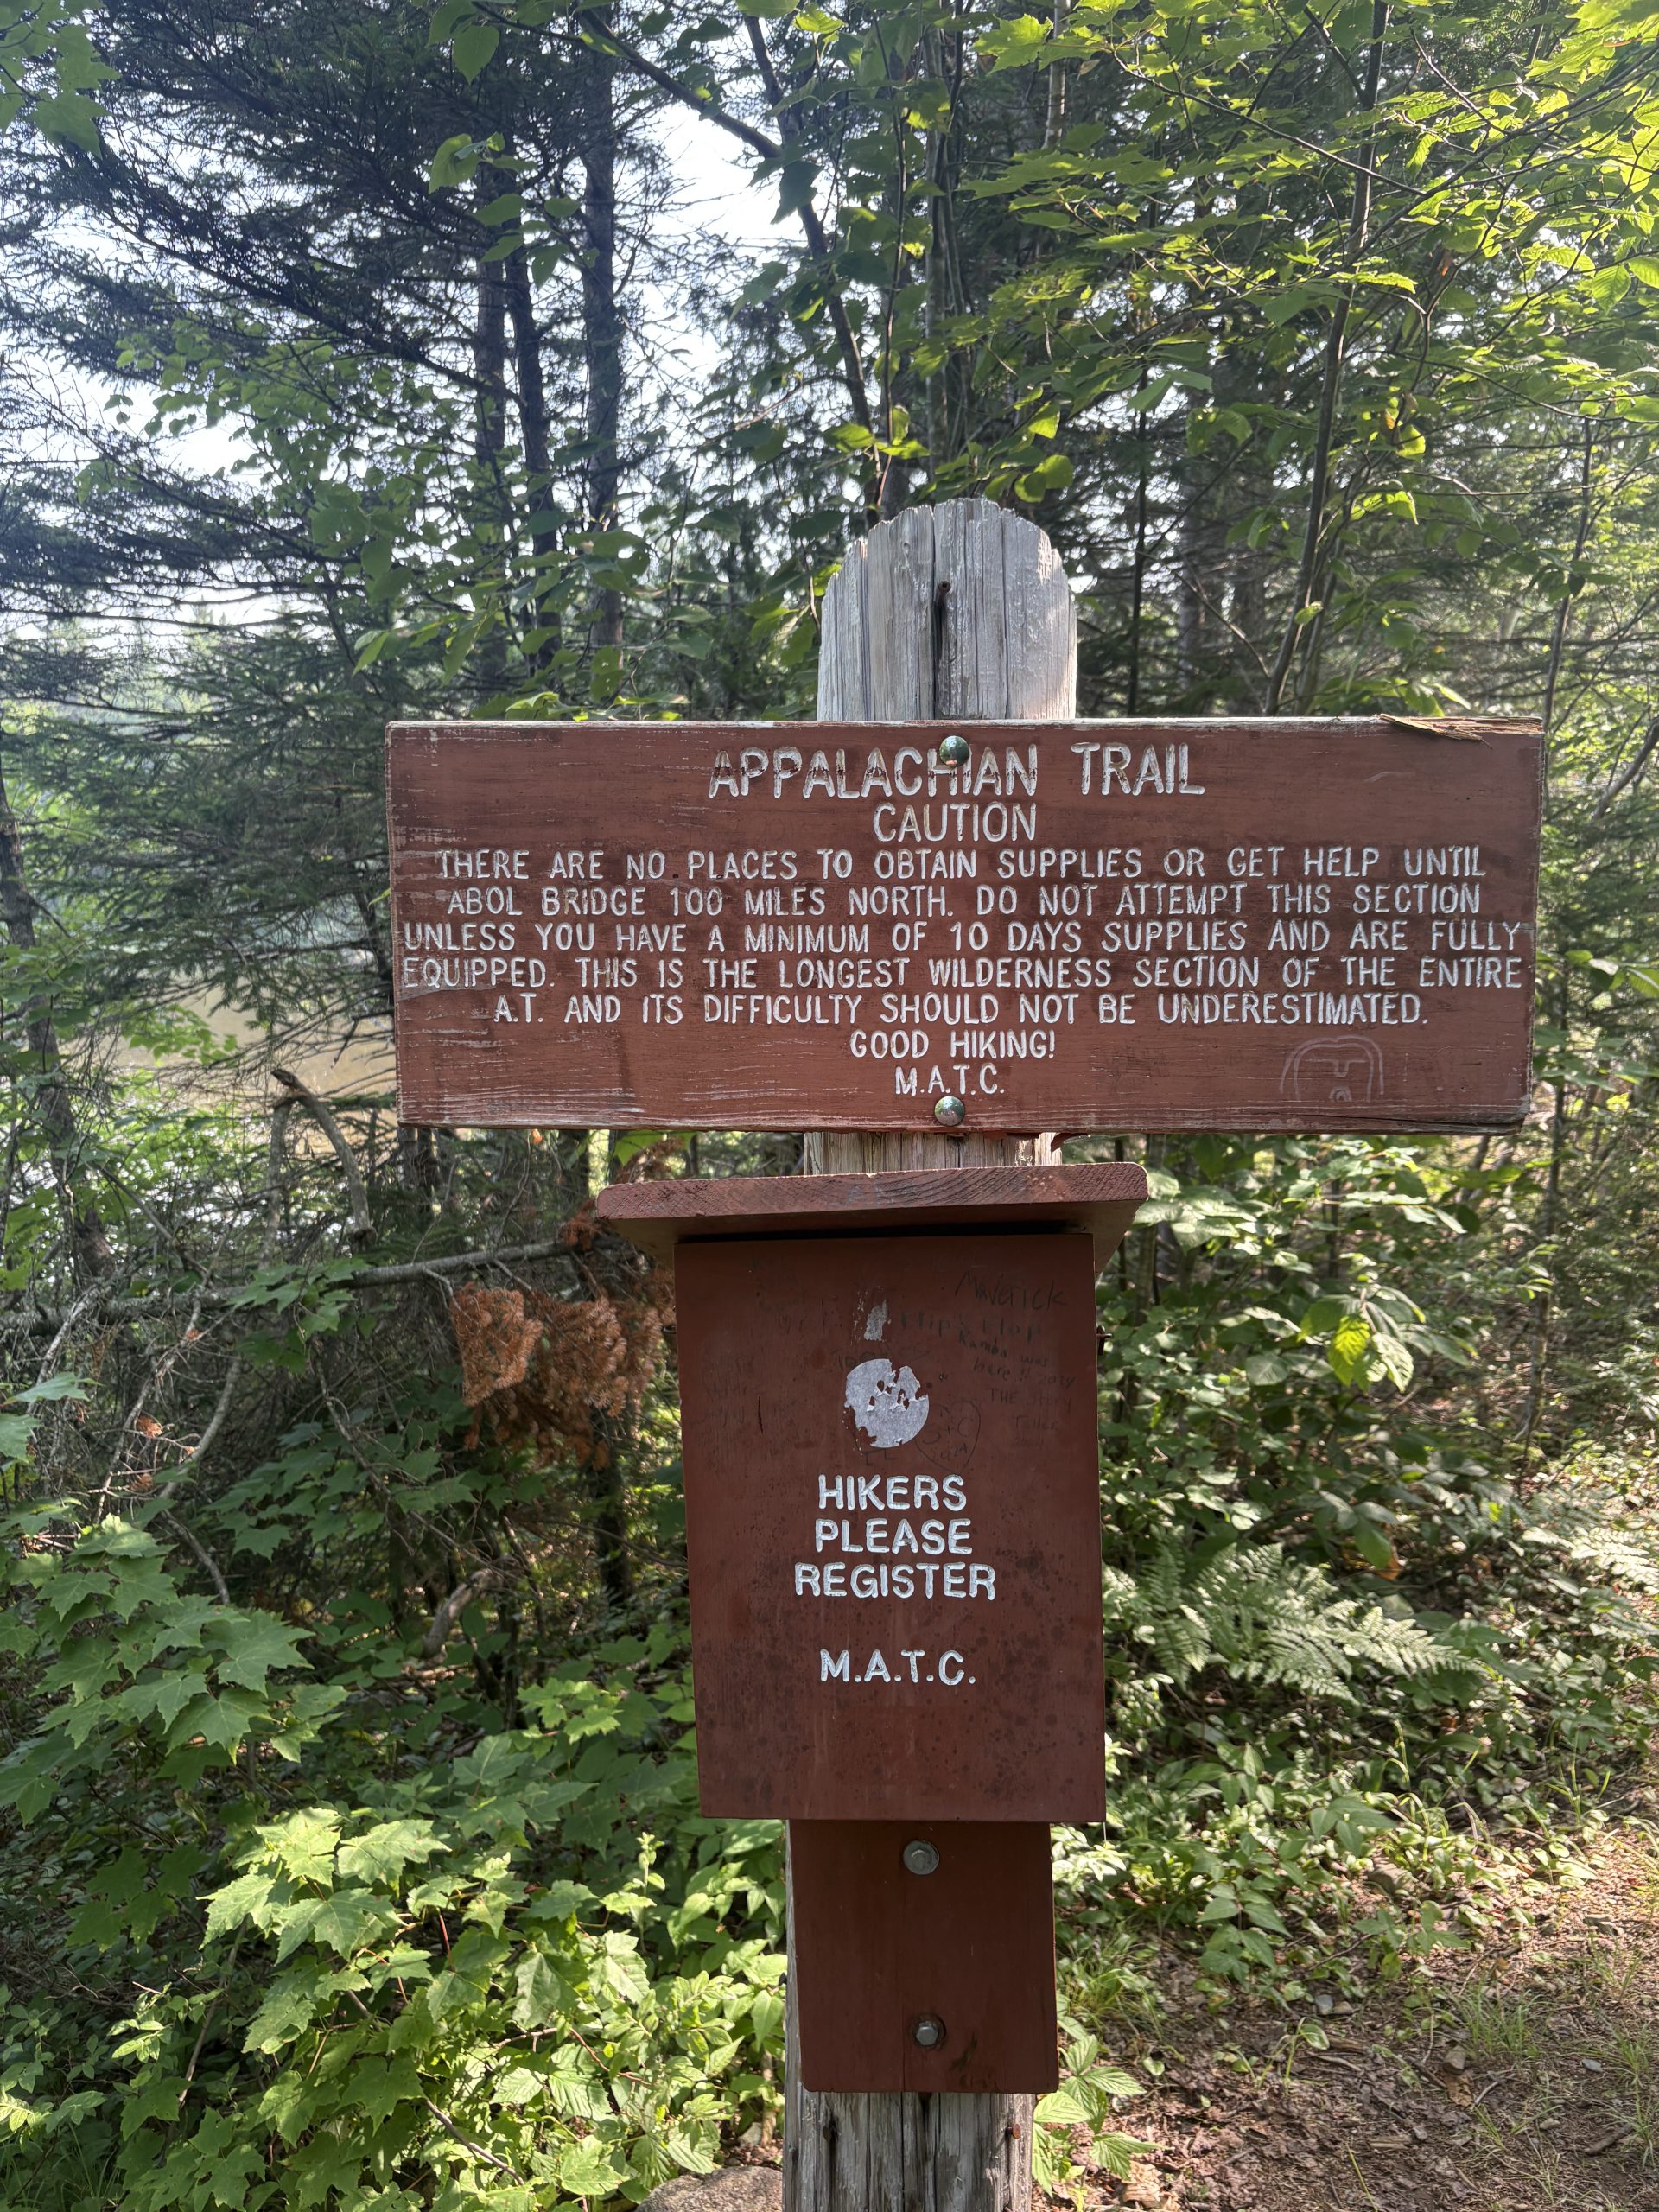 APPALACHIAN TRAIL
CAUTION
THERE ARE NO PLACES TO OBTAIN SUPPLIES OR GET HELP UNTIL
ABOL BRIDGE 100 MILES NORTH. DO NOT ATTEMPT THIS SECTION
UNLESS YOU HAVE A MINIMUM OF 10 DAYS SUPPLIES AND ARE FULLY
EQUIPPED. THIS IS THE LONGEST WILDERNESS SECTION OF THE ENTIRE
A.T. AND ITS DIFFICULTY SHOULD NOT BE UNDERESTIMATED.
GOOD HIKING!
M.A.T.C.
Maverick
was
here
THE
HIKERS
PLEASE
REGISTER
M.A.T.C.